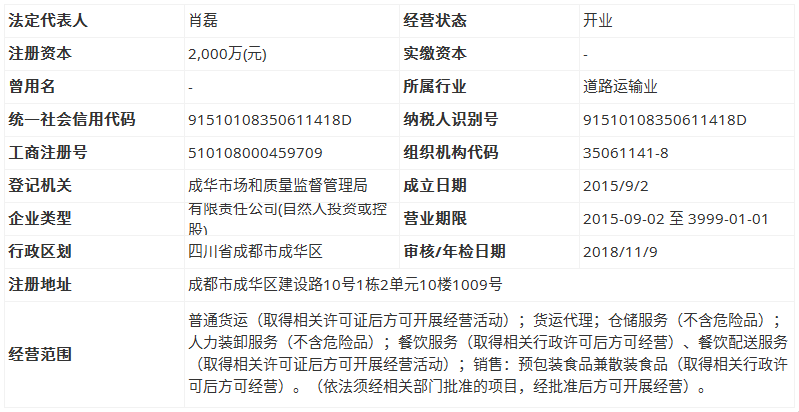 法定代表人 肖磊 经营状态 开业
注册资本 2,000万(元) 实缴资本 -
曾用名 - 所属行业 道路运输业
统一社会信用代码 91510108350611418D 纳税人识别号 91510108350611418D
工商注册号 510108000459709 组织机构代码 35061141-8
登记机关 成华市场和质量监督管理局 成立日期 2015/9/2
企业类型 有限责任公司(自然人投资或控股) 营业期限 2015-09-02 至 3999-01-01
行政区划 四川省成都市成华区 审核/年检日期 2018/11/9
注册地址 成都市成华区建设路10号1栋2单元10楼1009号
经营范围
普通货运（取得相关许可证后方可开展经营活动）；货运代理；仓储服务（不含危险品）；
人力装卸服务（不含危险品）；餐饮服务（取得相关行政许可后方可经营）、餐饮配送服务
（取得相关许可证后方可开展经营活动）；销售：预包装食品兼散装食品（取得相关行政许
可后方可经营）。（依法须经相关部门批准的项目，经批准后方可开展经营）。